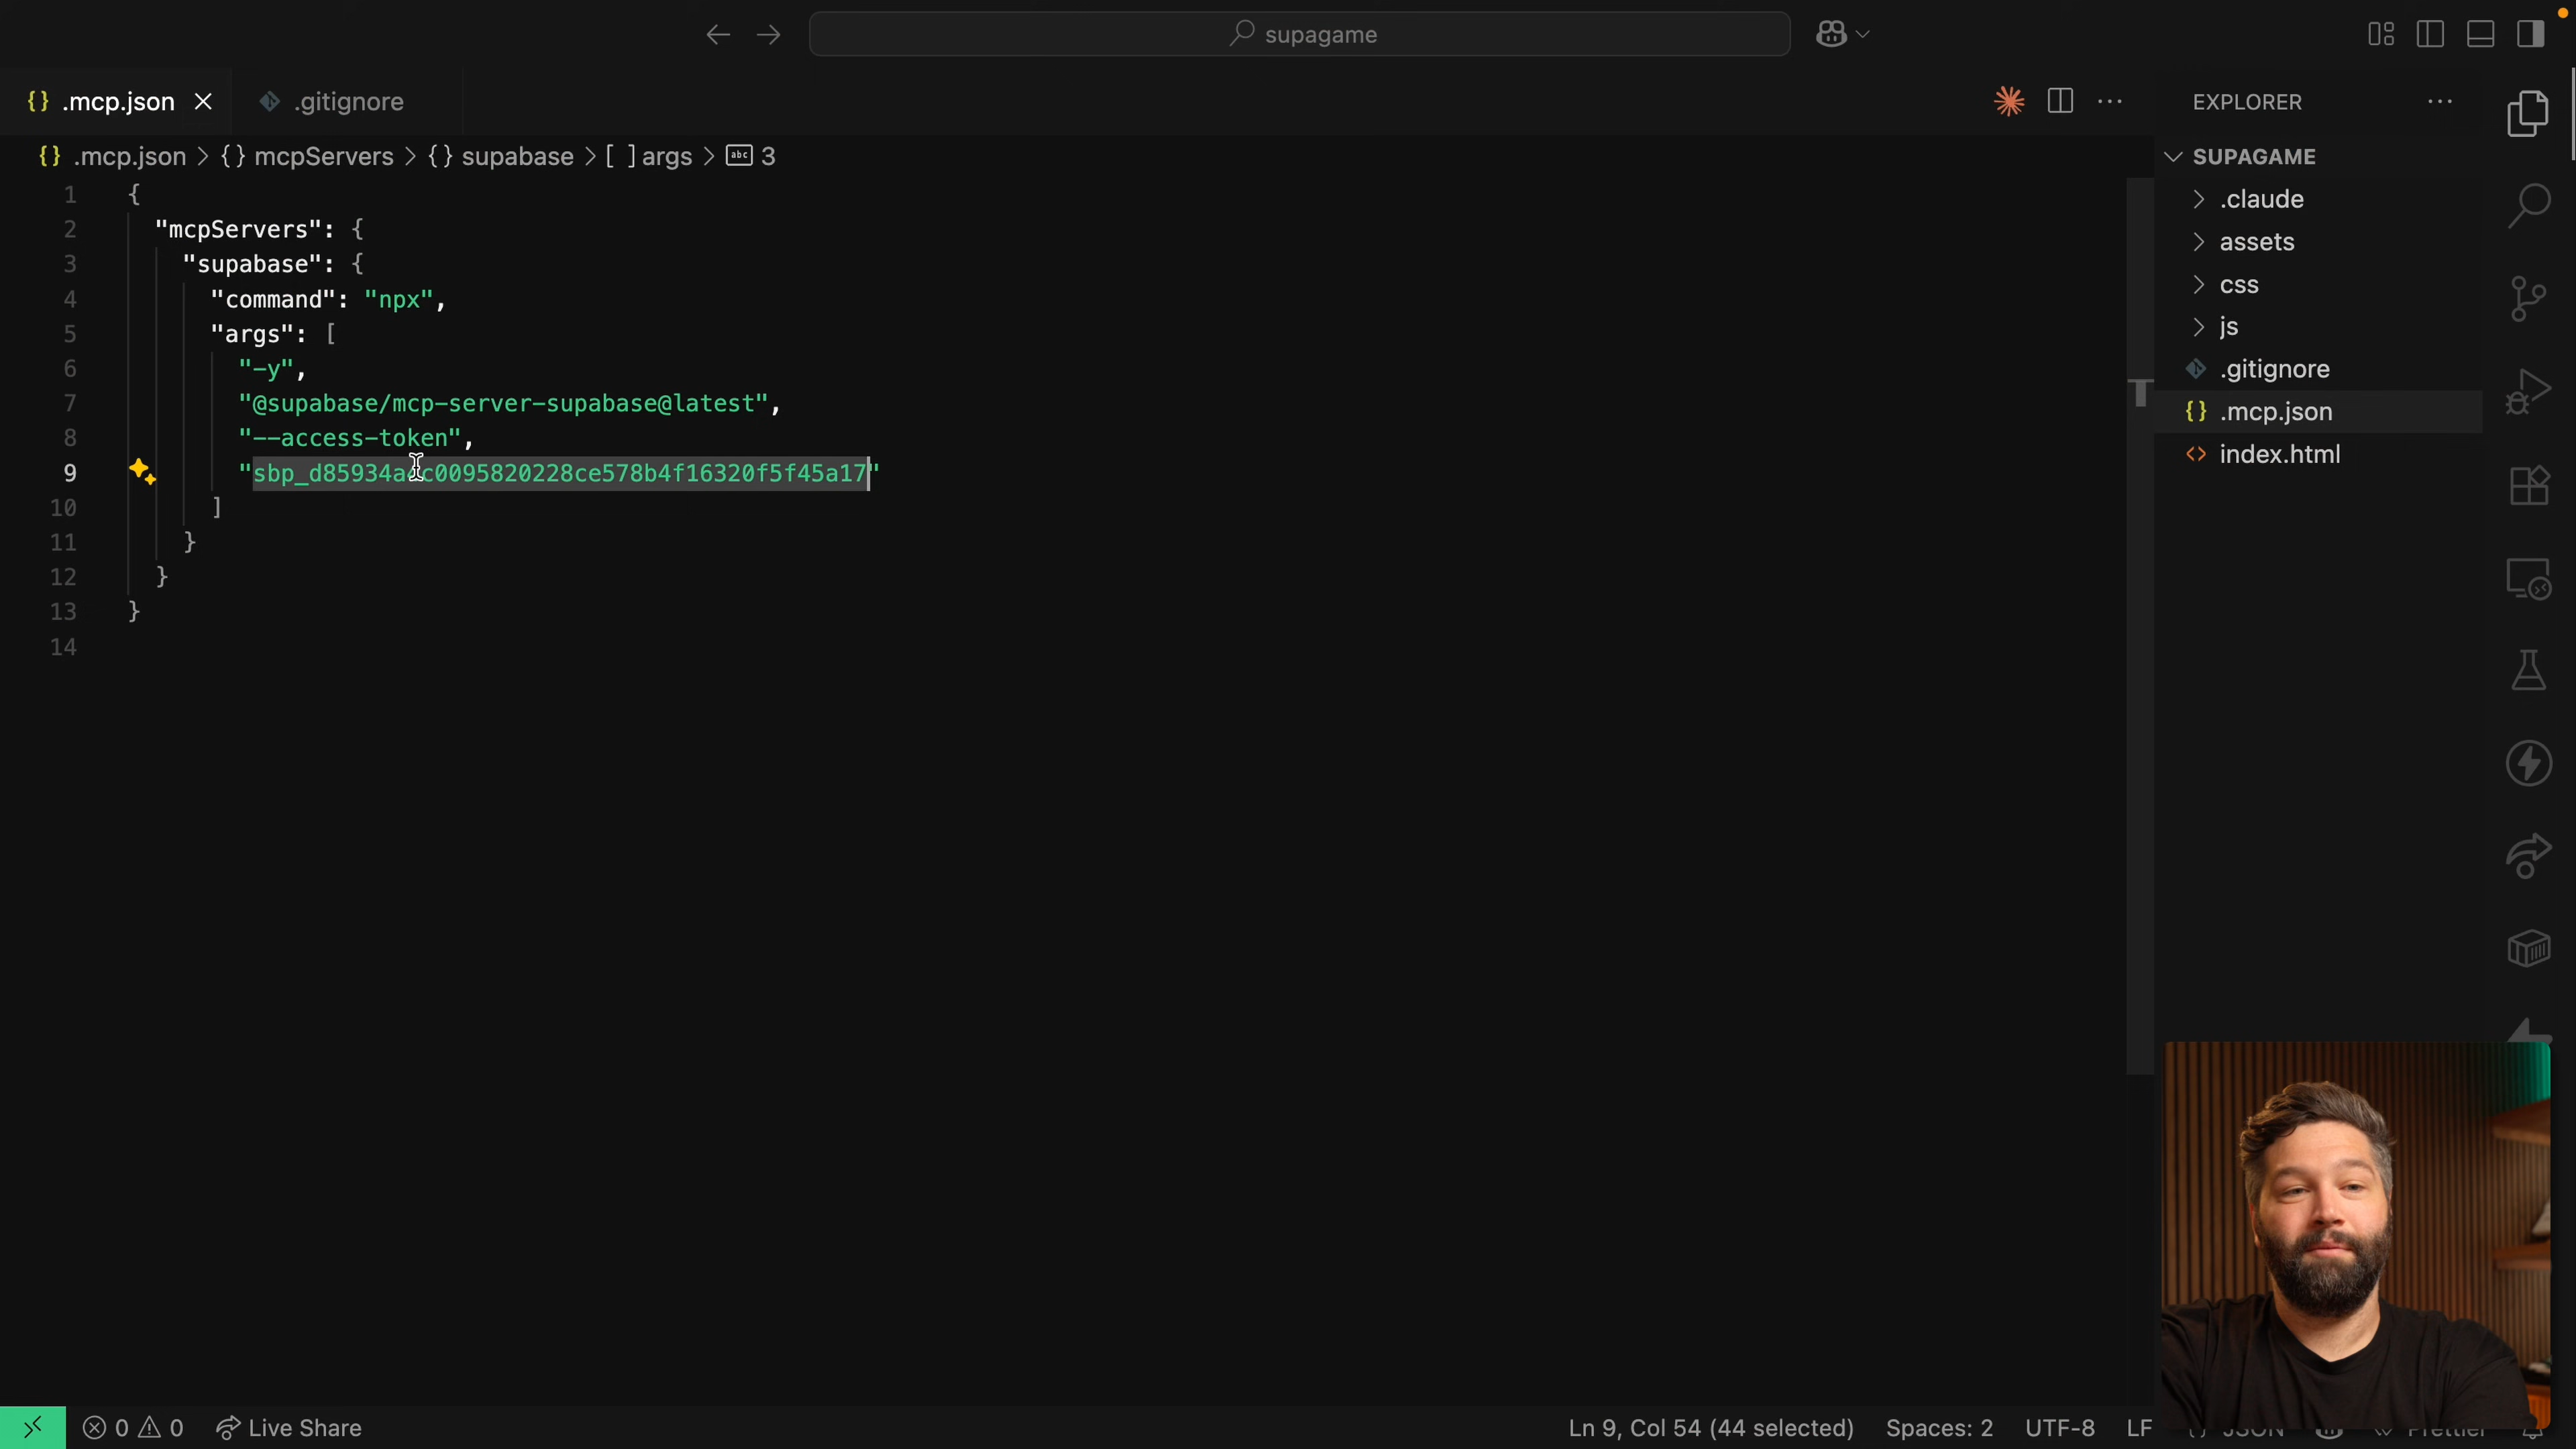 supagame
{} .mcp.json
.gitignore
{} .mcp.json > {} mcpServers > {} supabase > [ ] args > abc 3
1 {
2 "mcpServers": {
3 "supabase": {
4 "command": "npx",
5 "args": [
6 "-y",
7 "@supabase/mcp-server-supabase@latest",
8 "--access-token",
9
10 ]
11 }
12 }
13 }
14
EXPLORER
SUPAGAME
.claude
assets
css
js
.gitignore
{} .mcp.json
<> index.html
0 0 Live Share
Ln 9, Col 54 (44 selected) Spaces: 2 UTF-8 LF